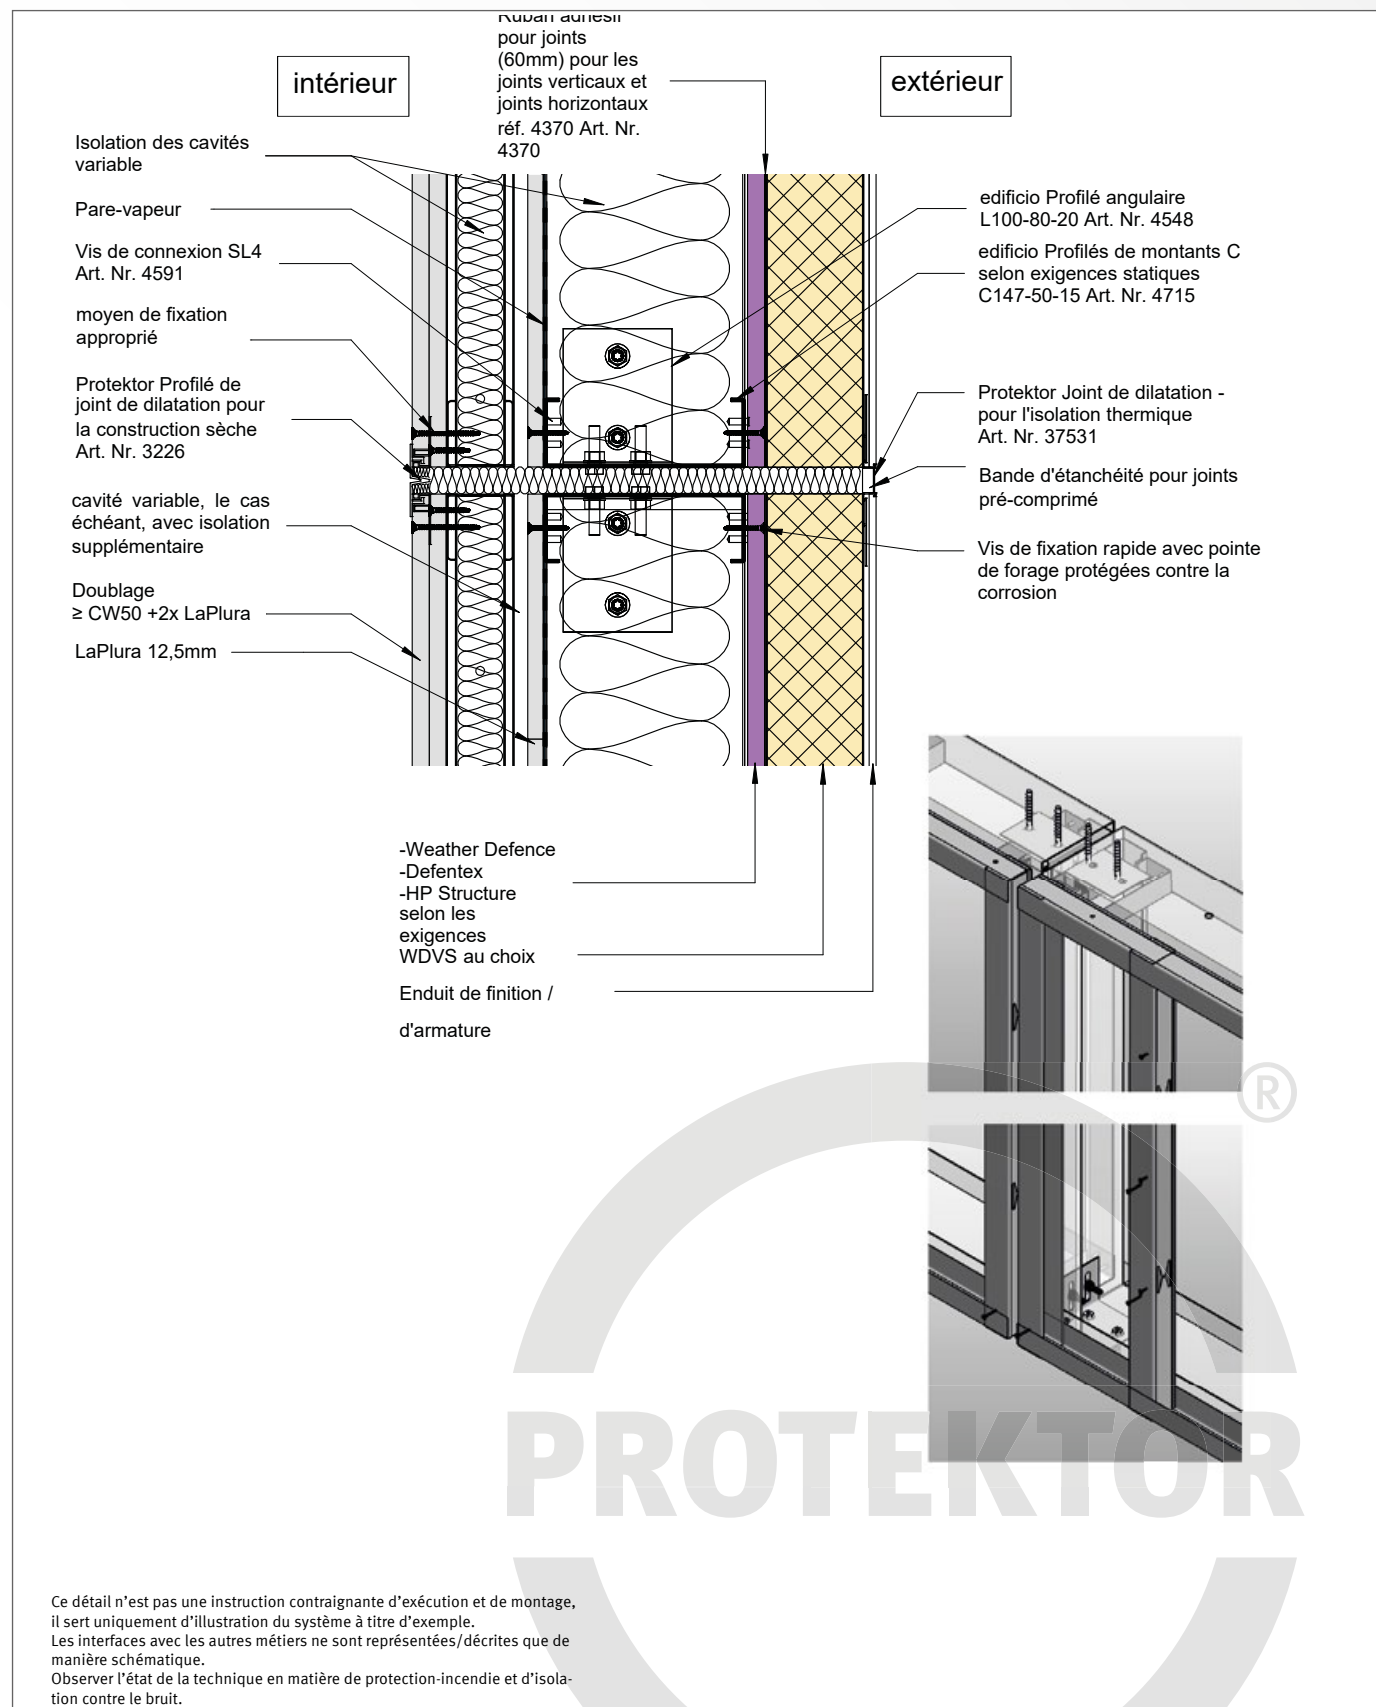 Ruban adhésif
pour joints
(60mm) pour les
joints verticaux et
joints horizontaux
réf. 4370 Art. Nr.
4370
intérieur
extérieur
Isolation des cavités
variable
Pare-vapeur
Vis de connexion SL4
Art. Nr. 4591
moyen de fixation
approprié
Protektor Profilé de
joint de dilatation pour
la construction sèche
Art. Nr. 3226
cavité variable, le cas
échéant, avec isolation
supplémentaire
Doublage
≥ CW50 +2x LaPlura
LaPlura 12,5mm
edificio Profilé angulaire
L100-80-20 Art. Nr. 4548
edificio Profilés de montants C
selon exigences statiques
C147-50-15 Art. Nr. 4715
Protektor Joint de dilatation -
pour l'isolation thermique
Art. Nr. 37531
Bande d'étanchéité pour joints
pré-comprimé
Vis de fixation rapide avec pointe
de forage protégées contre la
corrosion
-Weather Defence
-Defentex
-HP Structure
selon les
exigences
WDVS au choix
Enduit de finition /
d'armature
®
PROTEKTOR
Ce détail n’est pas une instruction contraignante d’exécution et de montage,
il sert uniquement d’illustration du système à titre d’exemple.
Les interfaces avec les autres métiers ne sont représentées/décrites que de
manière schématique.
Observer l’état de la technique en matière de protection-incendie et d’isola-
tion contre le bruit.